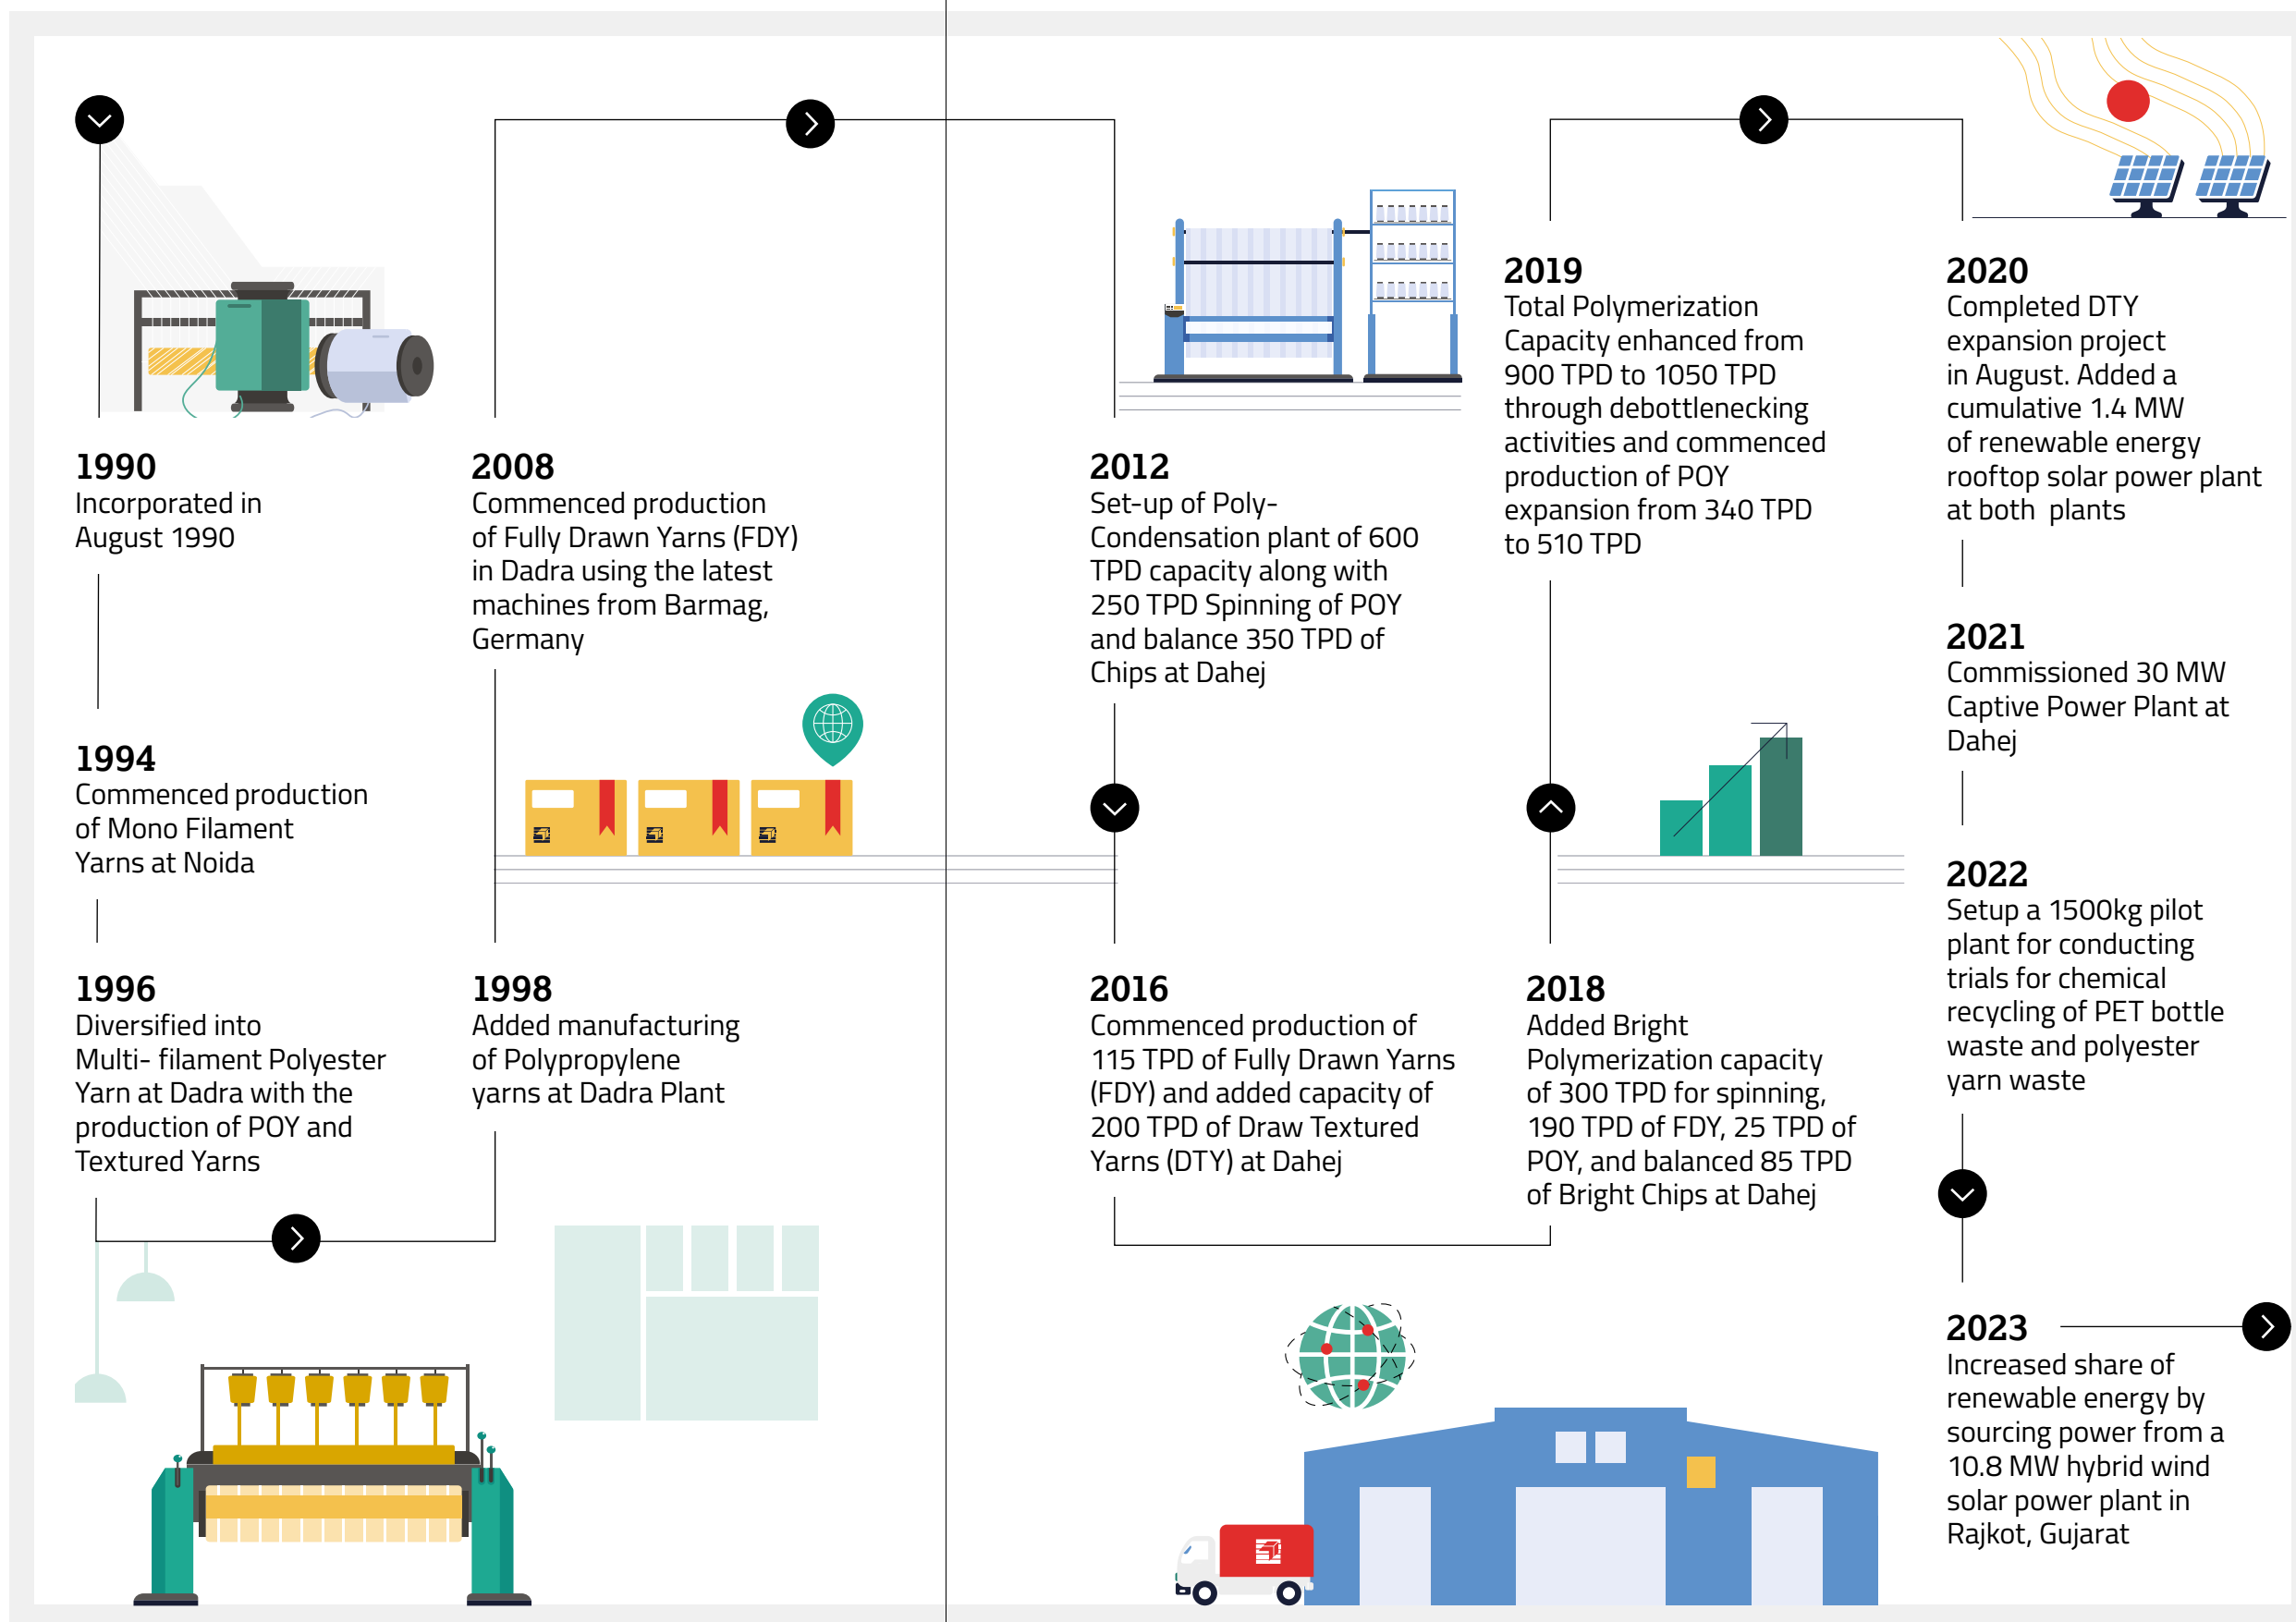 1990
Incorporated in
August 1990
1994
Commenced production
of Mono Filament
Yarns at Noida
1996
Diversified into
Multi- filament Polyester
Yarn at Dadra with the
production of POY and
Textured Yarns
1998
Added manufacturing
of Polypropylene
yarns at Dadra Plant
2008
Commenced production
of Fully Drawn Yarns (FDY)
in Dadra using the latest
machines from Barmag,
Germany
2012
Set-up of Poly-
Condensation plant of 600
TPD capacity along with
250 TPD Spinning of POY
and balance 350 TPD of
Chips at Dahej
2016
Commenced production of
115 TPD of Fully Drawn Yarns
(FDY) and added capacity of
200 TPD of Draw Textured
Yarns (DTY) at Dahej
2018
Added Bright
Polymerization capacity
of 300 TPD for spinning,
190 TPD of FDY, 25 TPD of
POY, and balanced 85 TPD
of Bright Chips at Dahej
2019
Total Polymerization
Capacity enhanced from
900 TPD to 1050 TPD
through debottlenecking
activities and commenced
production of POY
expansion from 340 TPD
to 510 TPD
2020
Completed DTY
expansion project
in August. Added a
cumulative 1.4 MW
of renewable energy
rooftop solar power plant
at both plants
2021
Commissioned 30 MW
Captive Power Plant at
Dahej
2022
Setup a 1500kg pilot
plant for conducting
trials for chemical
recycling of PET bottle
waste and polyester
yarn waste
2023
Increased share of
renewable energy by
sourcing power from a
10.8 MW hybrid wind
solar power plant in
Rajkot, Gujarat